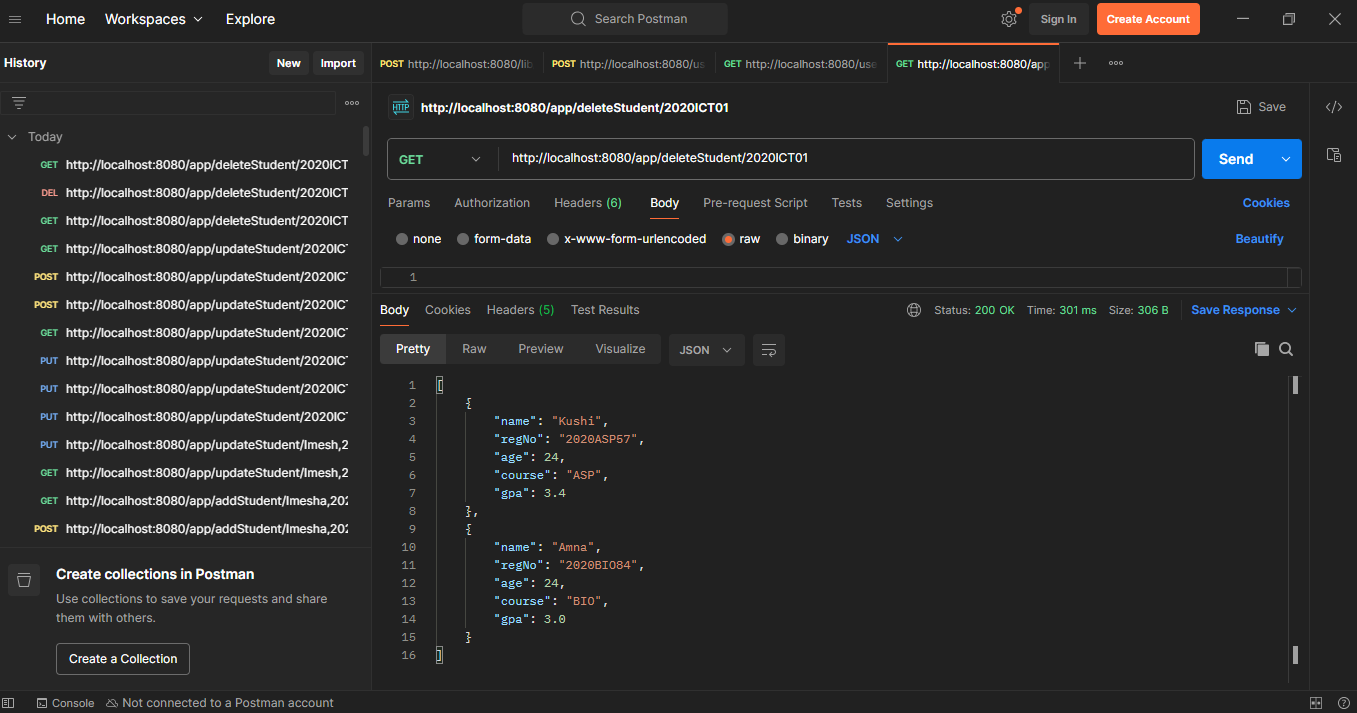 Home Workspaces Explore Search Postman Sign In Create Account
History New Import POST http://localhost:8080/lib POST http://localhost:8080/us GET http://localhost:8080/use GET http://localhost:8080/app
HTTP http://localhost:8080/app/deleteStudent/2020ICT01 Save
Today
GET http://localhost:8080/app/deleteStudent/2020ICT
DEL http://localhost:8080/app/deleteStudent/2020ICT
GET http://localhost:8080/app/deleteStudent/2020ICT
GET http://localhost:8080/app/updateStudent/2020IC
POST http://localhost:8080/app/updateStudent/2020IC
POST http://localhost:8080/app/updateStudent/2020IC
GET http://localhost:8080/app/updateStudent/2020IC
PUT http://localhost:8080/app/updateStudent/2020IC
PUT http://localhost:8080/app/updateStudent/2020IC
PUT http://localhost:8080/app/updateStudent/2020IC
PUT http://localhost:8080/app/updateStudent/Imesh,2
GET http://localhost:8080/app/updateStudent/Imesh,2
GET http://localhost:8080/app/addStudent/Imesha,202
POST http://localhost:8080/app/addStudent/Imesha,202
Create collections in Postman
Use collections to save your requests and share
them with others.
Create a Collection
GET http://localhost:8080/app/deleteStudent/2020ICT01 Send
Params Authorization Headers (6) Body Pre-request Script Tests Settings Cookies
none form-data x-www-form-urlencoded raw binary JSON Beautify
1
Body Cookies Headers (5) Test Results Status: 200 OK Time: 301 ms Size: 306 B Save Response
Pretty Raw Preview Visualize JSON
1 [
2 {
3 "name": "Kushi",
4 "regNo": "2020ASP57",
5 "age": 24,
6 "course": "ASP",
7 "gpa": 3.4
8 },
9 {
10 "name": "Amna",
11 "regNo": "2020BIO84",
12 "age": 24,
13 "course": "BIO",
14 "gpa": 3.0
15 }
16 ]
Console Not connected to a Postman account